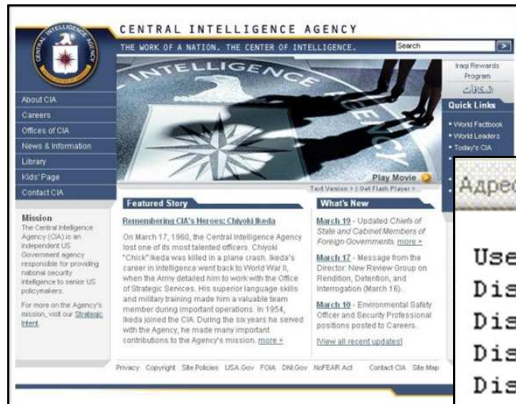 CENTRAL INTELLIGENCE AGENCY
THE WORK OF A NATION. THE CENTER OF INTELLIGENCE.
Search
About CIA
Careers
Offices of CIA
News & Information
Library
Kids' Page
Contact CIA
Mission
The Central Intelligence
Agency (CIA) is an
independent US
Government agency
responsible for providing
national security
intelligence to senior US
policymakers.
For more on the Agency's
mission, visit our Strategic
Intent.
INTELLIGENCE
Play Movie
Text Version » | Get Flash Player »
Featured Story
Remembering CIA's Heroes: Chiyoki Ikeda
On March 17, 1960, the Central Intelligence Agency
lost one of its most talented officers. Chiyoki
"Chick" Ikeda was killed in a plane crash. Ikeda's
career in intelligence went back to World War II,
when the Army detailed him to work with the Office
of Strategic Services. His superior language skills
and military training made him a valuable team
member during important operations. In 1954,
Ikeda joined the CIA. During the six years he served
with the Agency, he made many important
contributions to the Agency's mission. more »
What's New
March 19 - Updated Chiefs of
State and Cabinet Members of
Foreign Governments. more »
March 17 - Message from the
Director: New Review Group on
Rendition, Detention, and
Interrogation (March 16).
March 10 - Environmental Safety
Officer and Security Professional
positions posted to Careers.
[View all recent updates]
Iraqi Rewards
Program
المكافآت
Quick Links
World Factbook
World Leaders
Today's CIA
Privacy Copyright Site Policies USA.Gov FOIA DNI.Gov NoFEAR Act Contact CIA Site Map
Адрес
Use
Dis
Dis
Dis
Dis